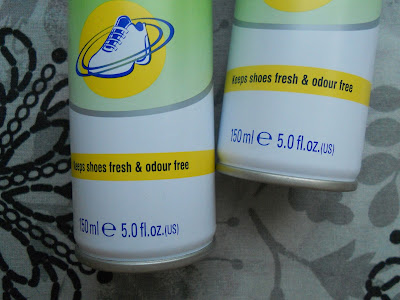 Keeps shoes fresh & odour free
150 ml ℮ 5.0 fl.oz.(US)
Keeps shoes fresh & odour free
150 ml ℮ 5.0 fl.oz.(US)